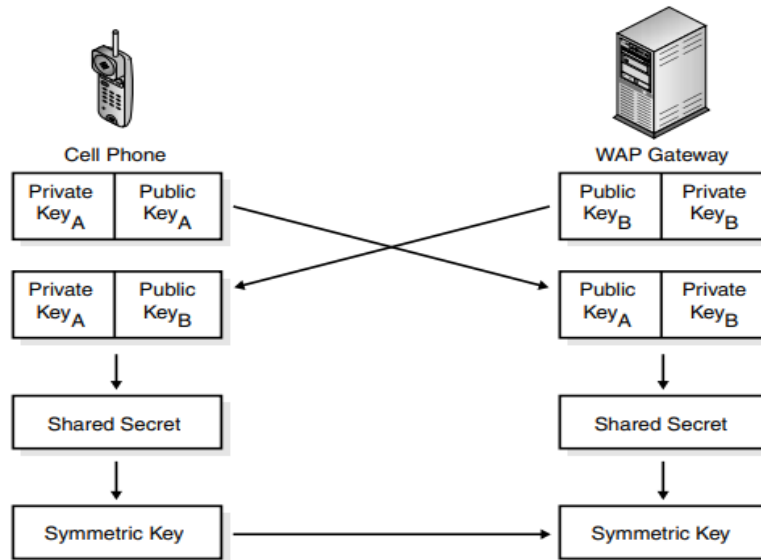 Cell Phone
WAP Gateway
Private Public
KeyA KeyA
Public Private
KeyB KeyB
Private Public
KeyA KeyB
Public Private
KeyA KeyB
Shared Secret
Shared Secret
Symmetric Key
Symmetric Key